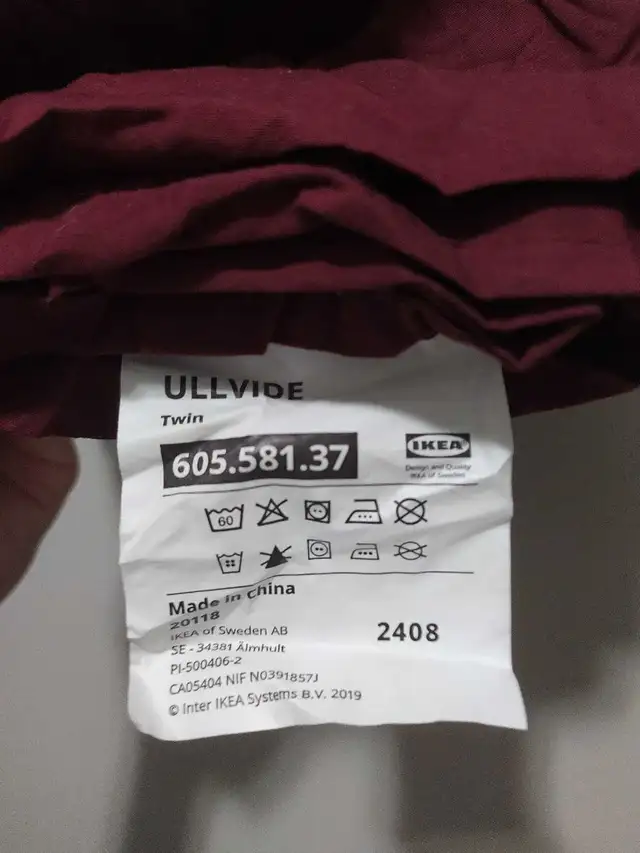 ULLVIDE
Twin
605.581.37
IKEA
Design and Quality
IKEA of Sweden
60
Made in China
20118
IKEA of Sweden AB
SE - 34381 Älmhult
PI-500406-2
CA05404 NIF N0391857J
© Inter IKEA Systems B.V. 2019
2408